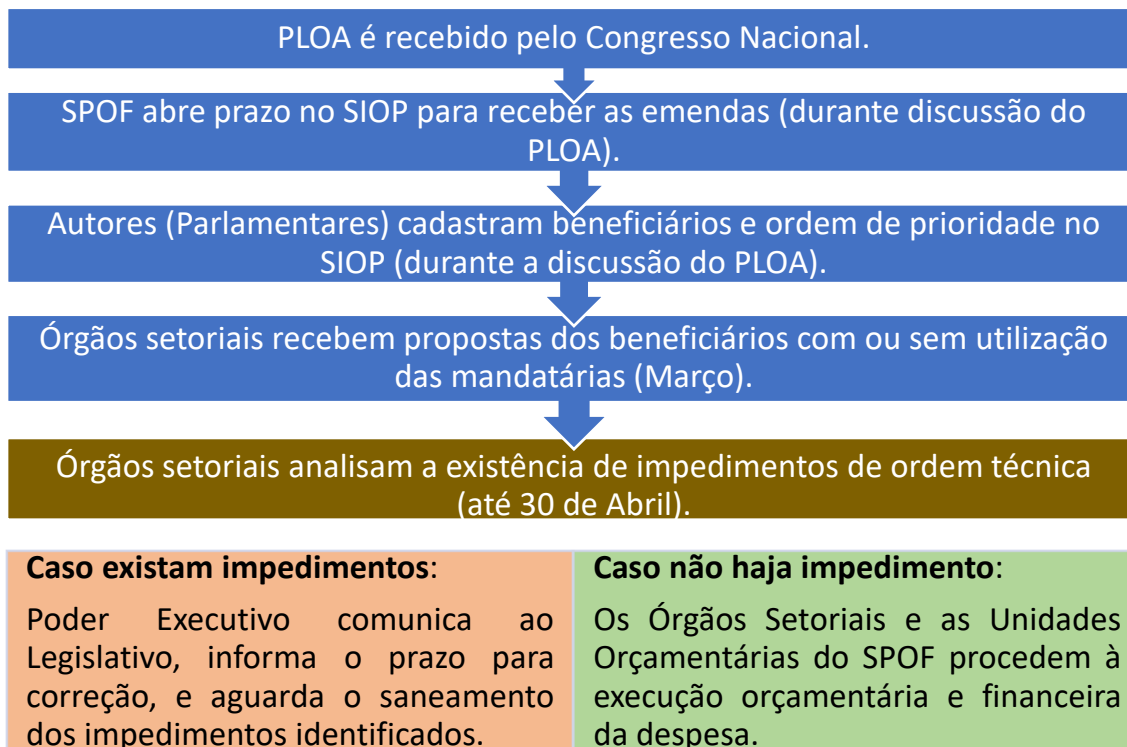 PLOA é recebido pelo Congresso Nacional.
SPOF abre prazo no SIOP para receber as emendas (durante discussão do
PLOA).
Autores (Parlamentares) cadastram beneficiários e ordem de prioridade no
SIOP (durante a discussão do PLOA).
Órgãos setoriais recebem propostas dos beneficiários com ou sem utilização
das mandatárias (Março).
Órgãos setoriais analisam a existência de impedimentos de ordem técnica
(até 30 de Abril).
Caso existam impedimentos:
Poder Executivo comunica ao
Legislativo, informa o prazo para
correção, e aguarda o saneamento
dos impedimentos identificados.
Caso não haja impedimento:
Os Órgãos Setoriais e as Unidades
Orçamentárias do SPOF procedem à
execução orçamentária e financeira
da despesa.